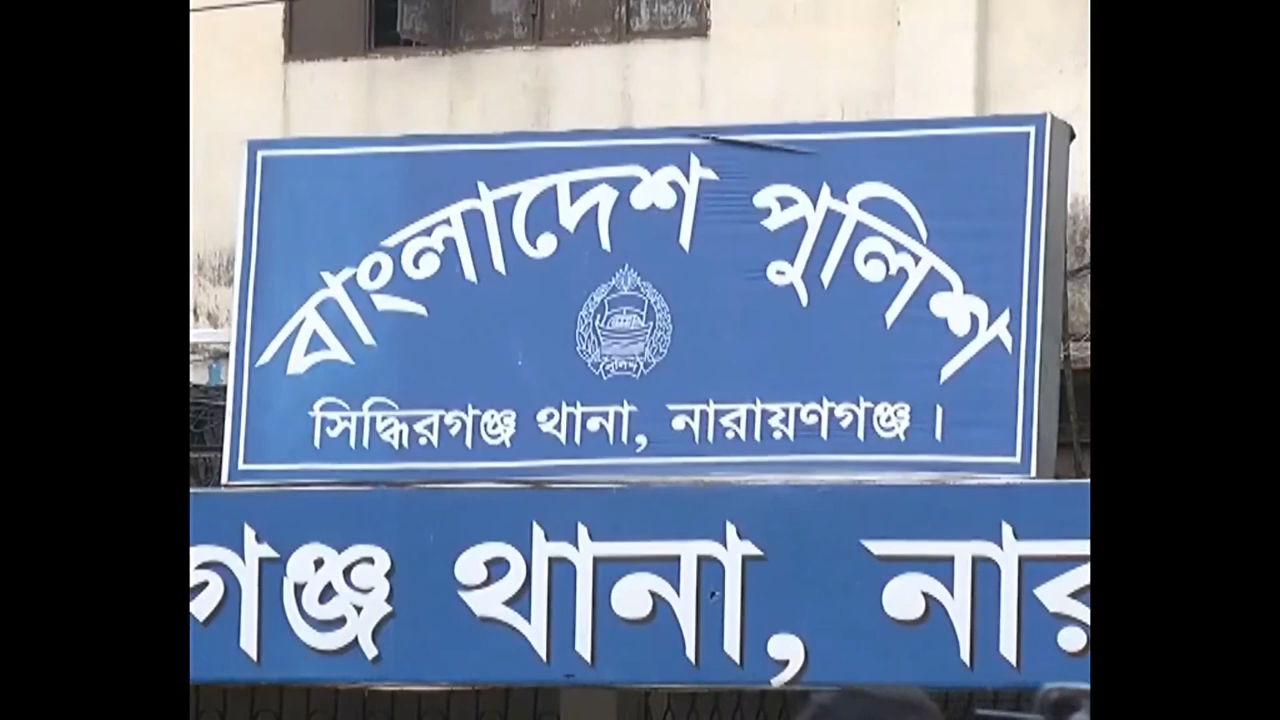 বাংলাদেশ পুলিশ
পুলিশ
সিদ্ধিরগঞ্জ থানা, নারায়ণগঞ্জ।
গঞ্জ থানা, নার